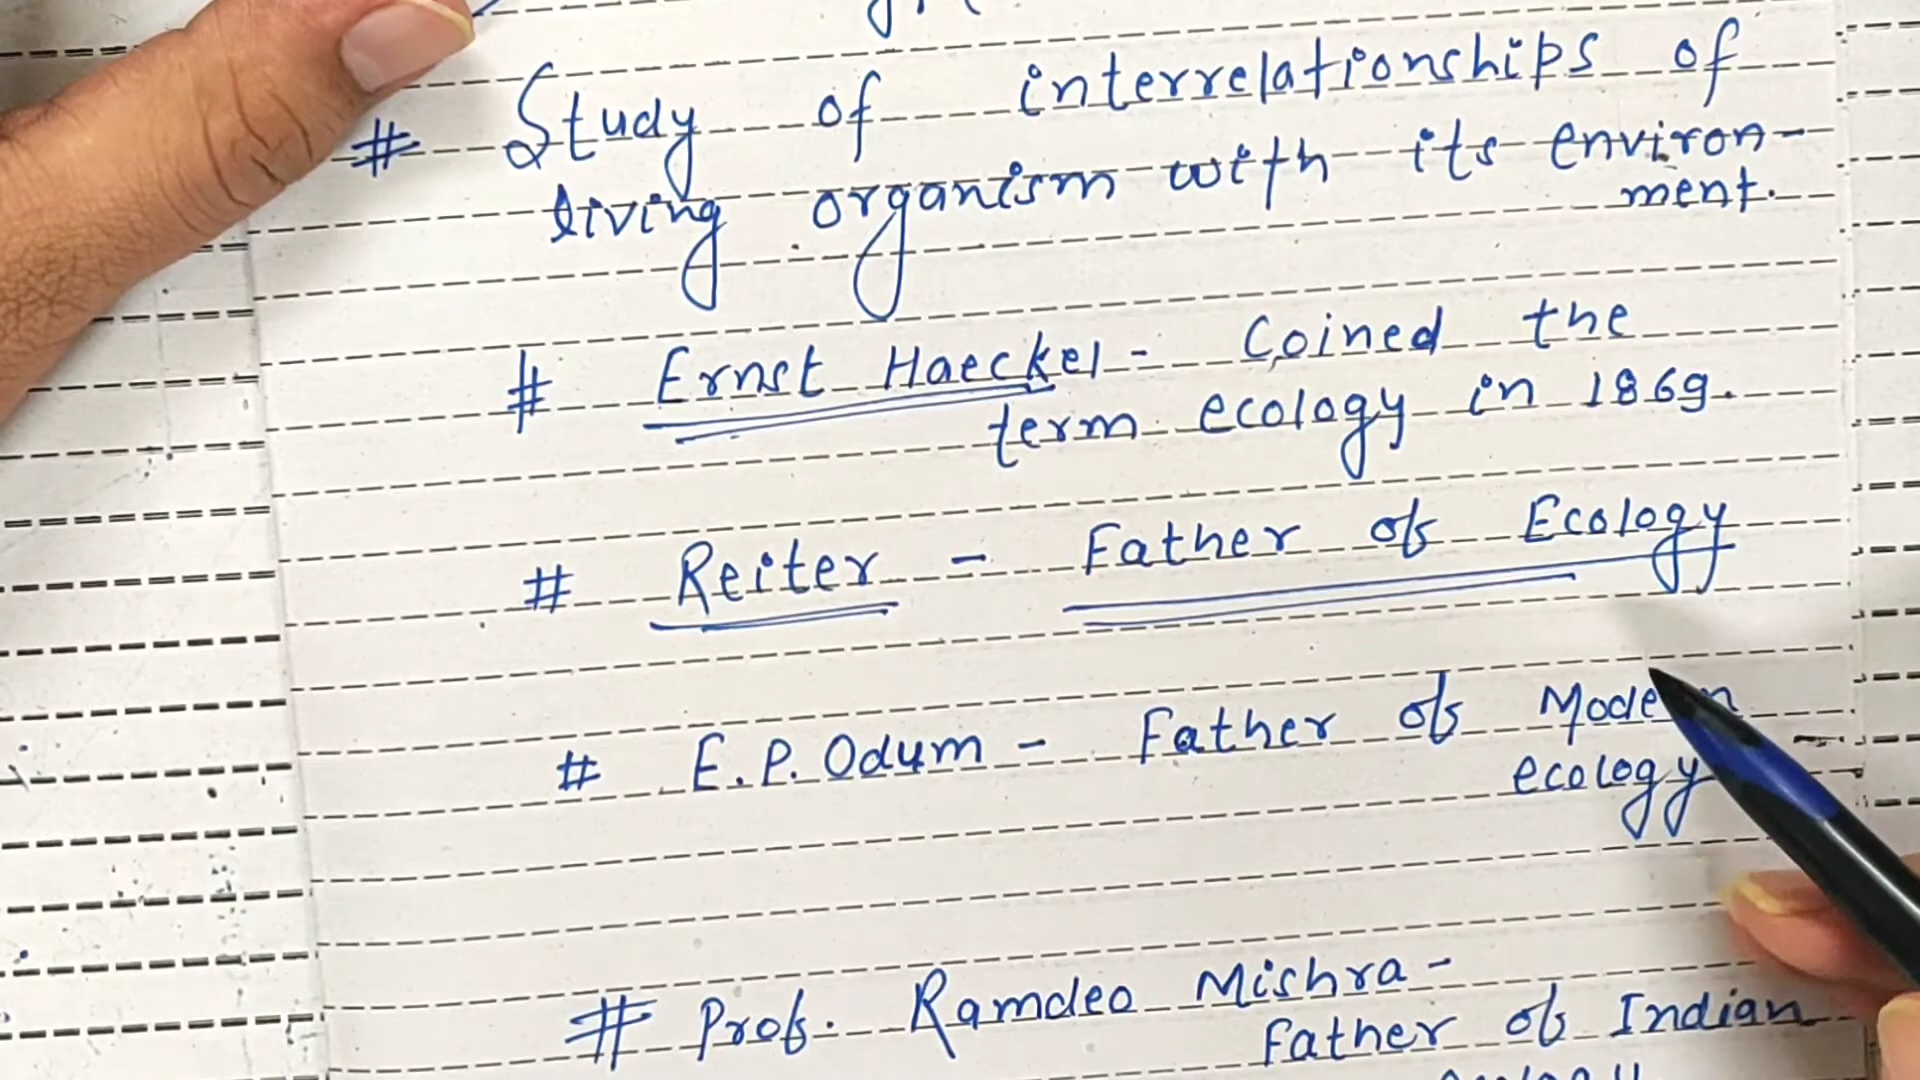 # Study of interrelationships of
living organism with its environ-
ment.
# Ernst Haeckel - Coined the
term ecology in 1869.
# Reiter - Father of Ecology
# E.P. Odum - Father of Modern
ecology
# Prof. Ramdeo Mishra -
Father of Indian